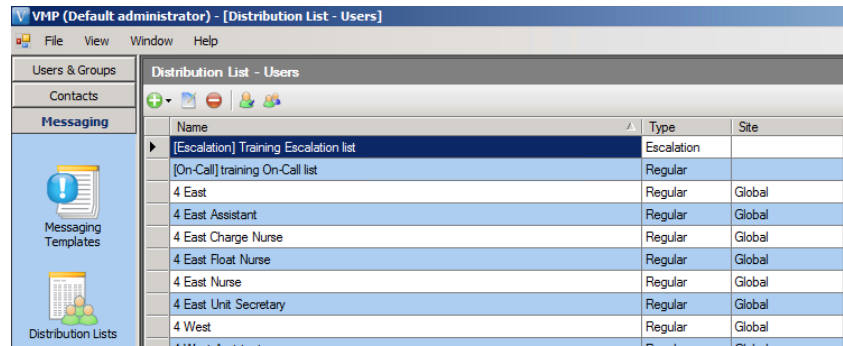 VMP (Default administrator) - [Distribution List - Users]
File View Window Help
Users & Groups
Contacts
Messaging
Messaging
Templates
Distribution Lists
Distribution List - Users
Name Type Site
[Escalation] Training Escalation list Escalation
[On-Call] training On-Call list Regular
4 East Regular Global
4 East Assistant Regular Global
4 East Charge Nurse Regular Global
4 East Float Nurse Regular Global
4 East Nurse Regular Global
4 East Unit Secretary Regular Global
4 West Regular Global